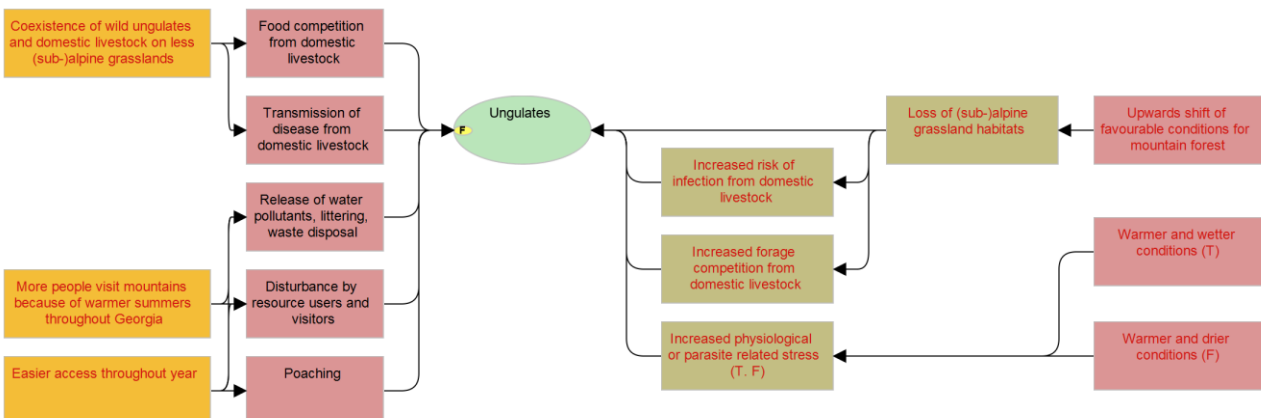 Coexistence of wild ungulates
and domestic livestock on less
(sub-)alpine grasslands
Food competition
from domestic
livestock
Transmission of
disease from
domestic livestock
Release of water
pollutants, littering,
waste disposal
More people visit mountains
because of warmer summers
throughout Georgia
Disturbance by
resource users and
visitors
Easier access throughout year
Poaching
Ungulates
F
Loss of (sub-)alpine
grassland habitats
Upwards shift of
favourable conditions for
mountain forest
Increased risk of
infection from domestic
livestock
Increased forage
competition from
domestic livestock
Increased physiological
or parasite related stress
(T. F)
Warmer and wetter
conditions (T)
Warmer and drier
conditions (F)